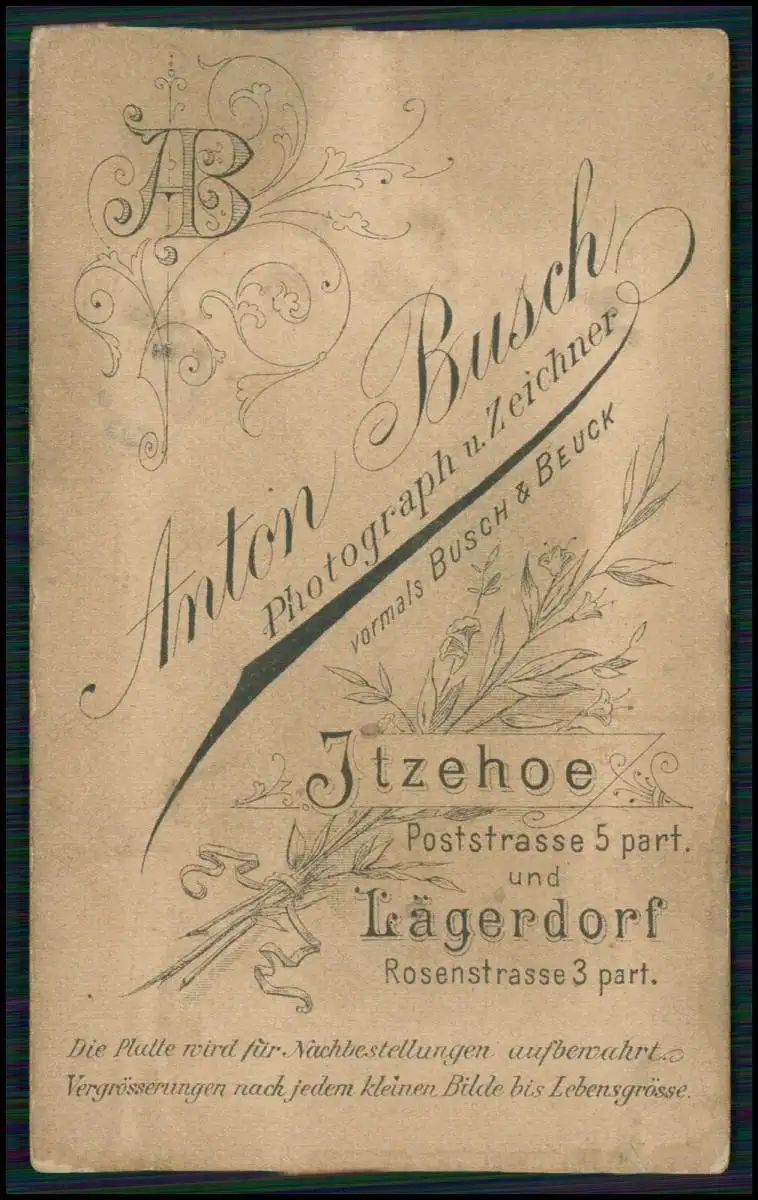 AB
Anton Busch
Photograph u. Zeichner
vormals BUSCH & BEUCK
Itzehoe
Poststrasse 5 part.
und
Lägerdorf
Rosenstrasse 3 part.
Die Platte wird für Nachbestellungen aufbewahrt.
Vergrösserungen nach jedem kleinen Bilde bis Lebensgrösse.